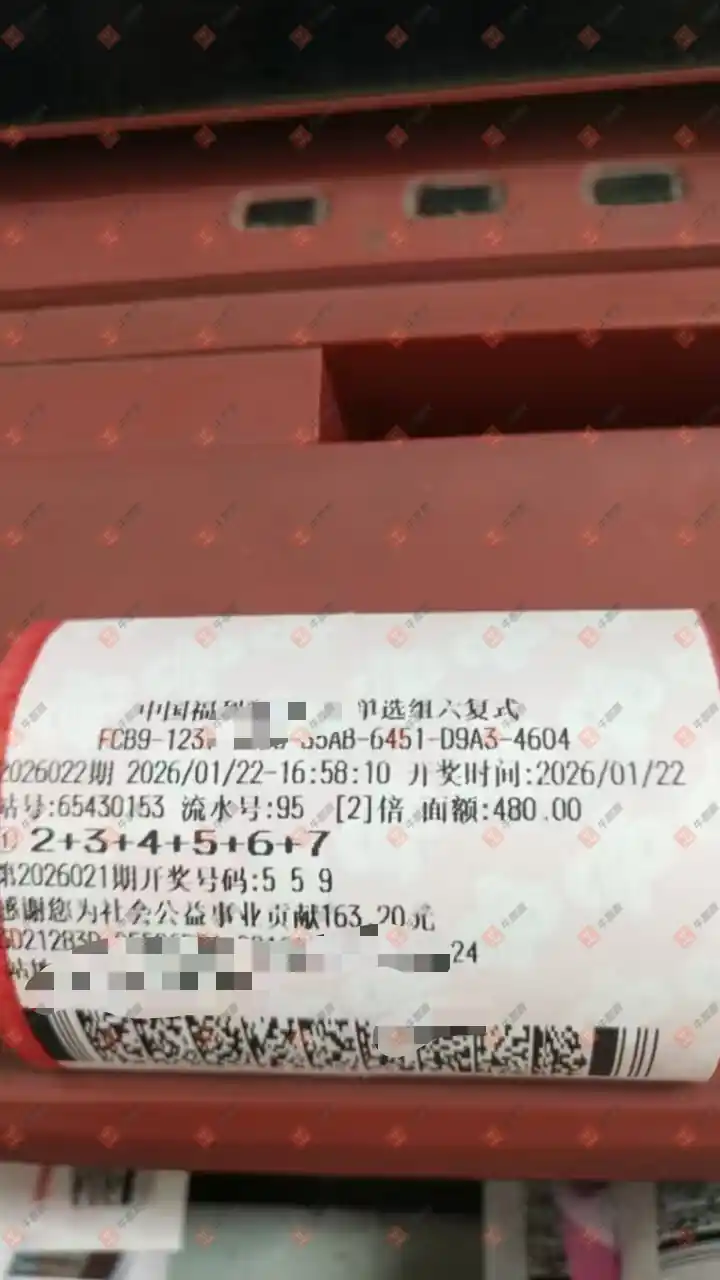 中国福利 单选组六复式
FCB9-123 B5AB-6451-D9A3-4604
2026022期 2026/01/22-16:58:10 开奖时间:2026/01/22
站号:65430153 流水号:95 [2]倍 面额:480.00
① 2+3+4+5+6+7
第2026021期开奖号码:5 5 9
感谢您为社会公益事业贡献163.20元
24